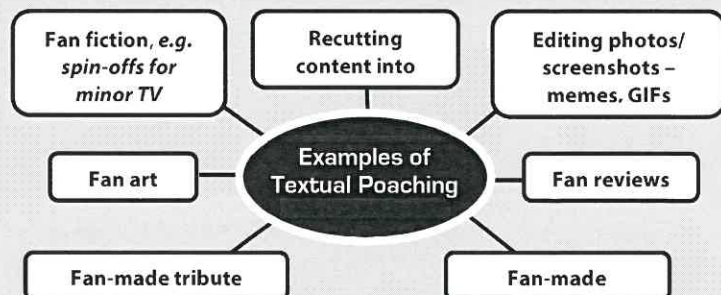 Fan fiction, e.g.
spin-offs for
minor TV
Recutting
content into
Editing photos/
screenshots –
memes, GIFs
Examples of
Textual Poaching
Fan art
Fan reviews
Fan-made tribute
Fan-made